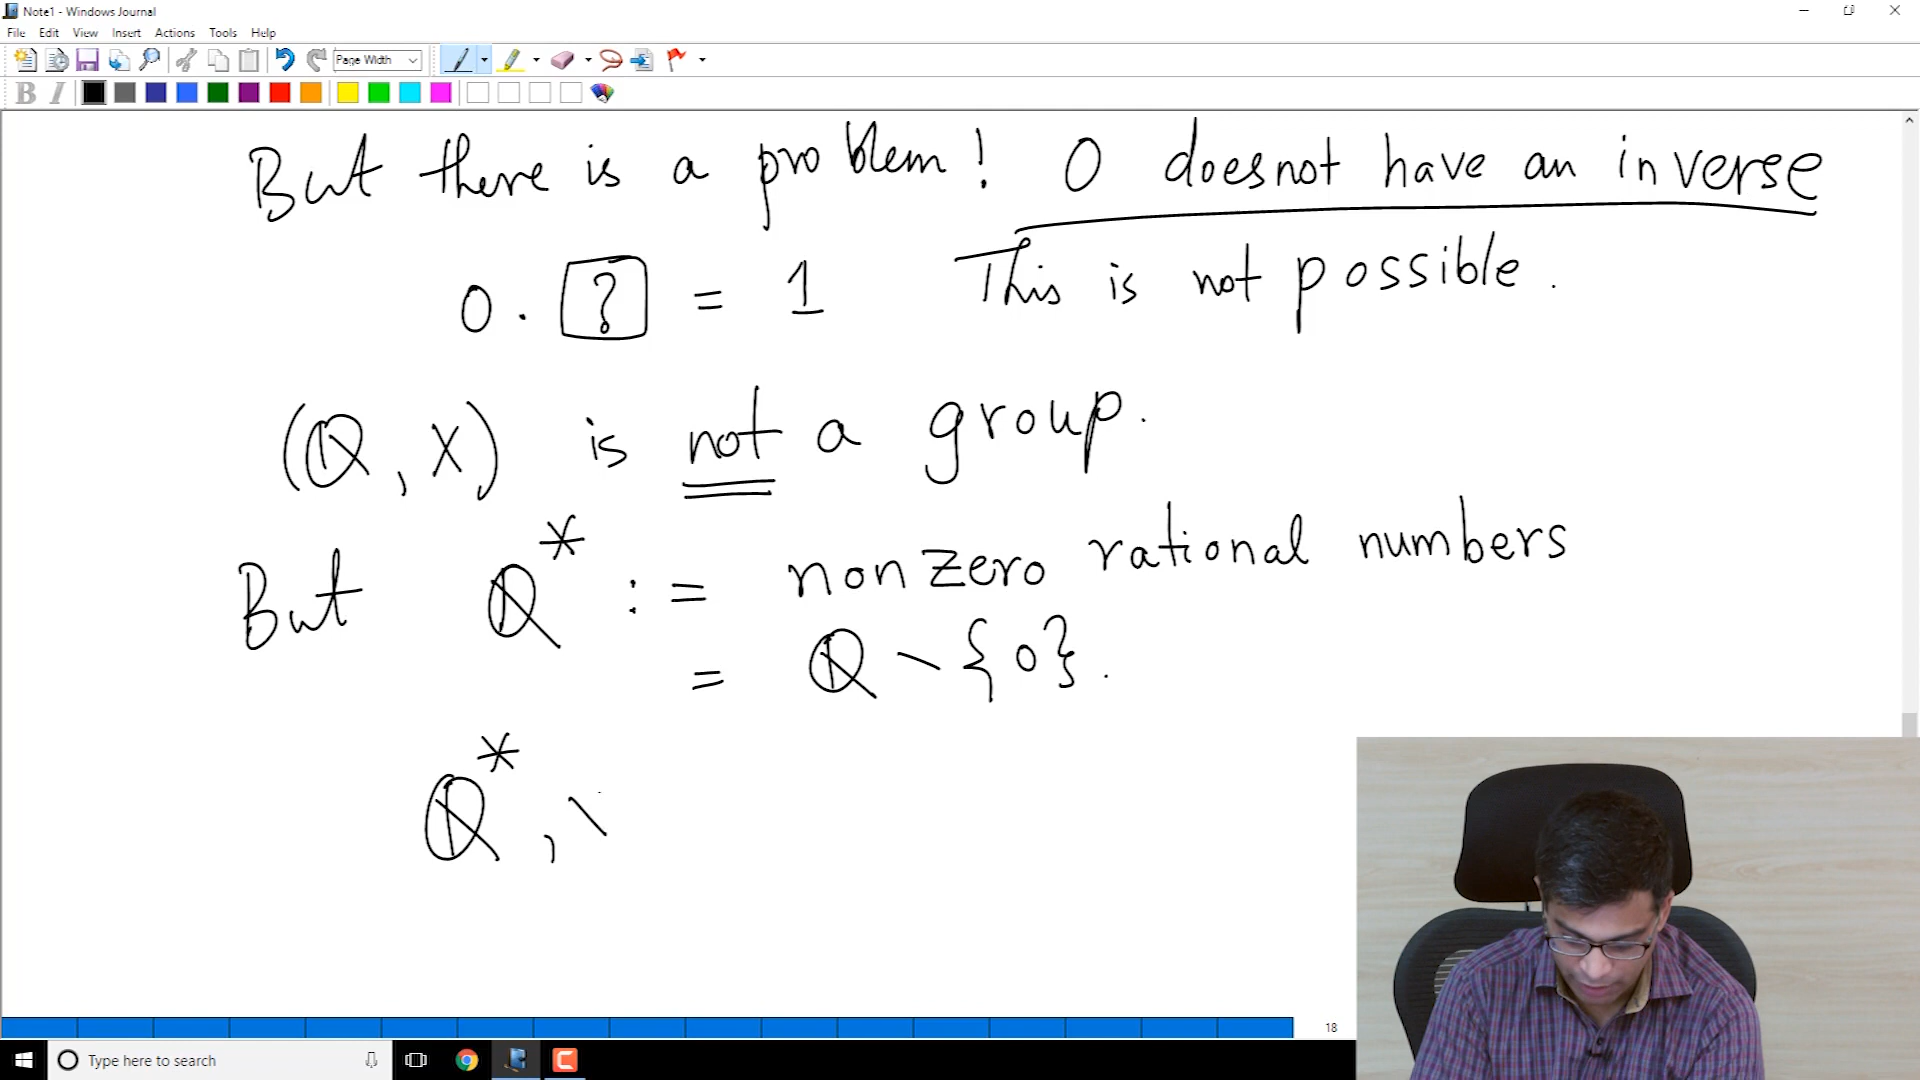 Note1 - Windows Journal
File Edit View Insert Actions Tools Help
Page Width
B I
But there is a problem! 0 doesnot have an inverse
0 . ? = 1 This is not possible.
(ℚ, X) is not a group.
But ℚ* := nonzero rational numbers
= ℚ \ {0}.
ℚ* , \
18
Type here to search